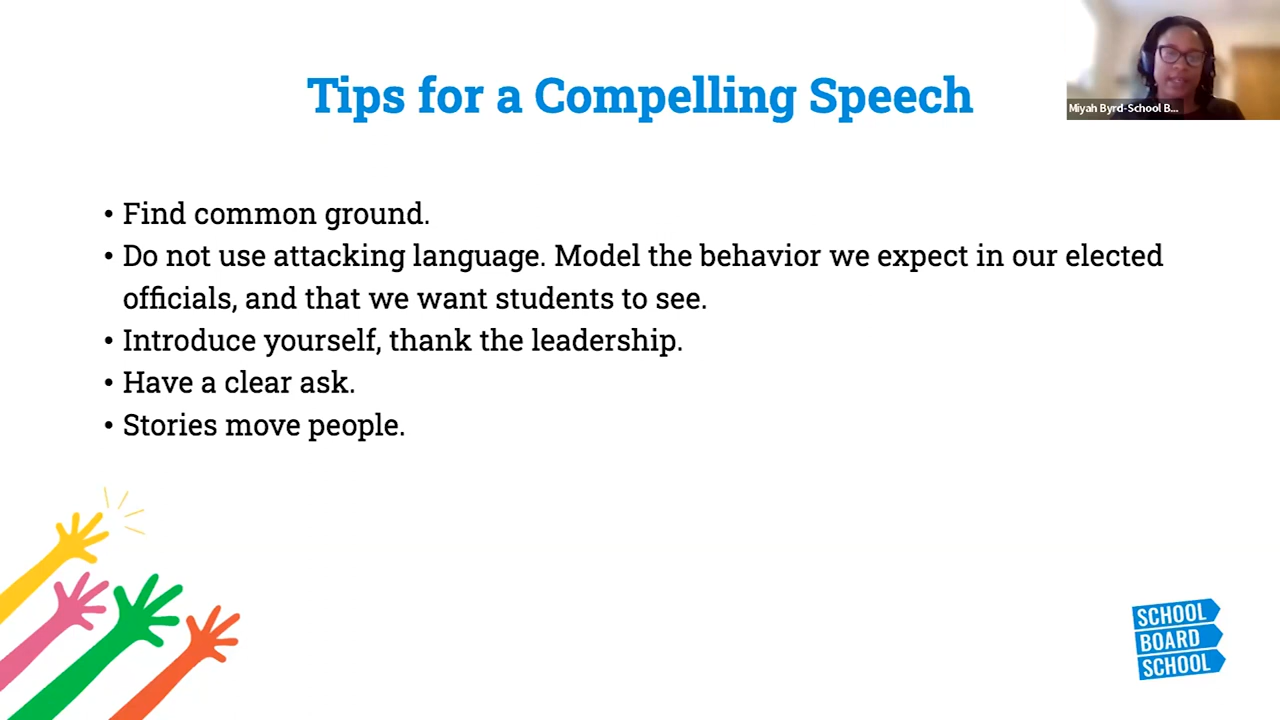 Tips for a Compelling Speech
Miyah Byrd-School B...
• Find common ground.
• Do not use attacking language. Model the behavior we expect in our elected
officials, and that we want students to see.
• Introduce yourself, thank the leadership.
• Have a clear ask.
• Stories move people.
SCHOOL
BOARD
SCHOOL